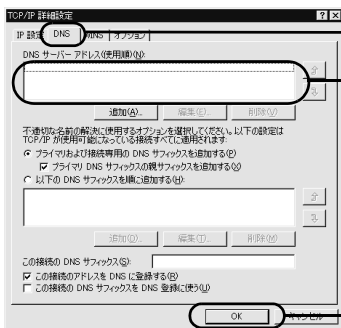 TCP/IP 詳細設定
IP 設定 DNS WINS オプション
DNS サーバー アドレス(使用順)(N):
追加(A)... 編集(E)... 削除(V)
不適切な名前の解決に使用するオプションを選択してください。以下の設定は
TCP/IP が使用可能になっている接続すべてに適用されます:
プライマリおよび接続専用の DNS サフィックスを追加する(P)
プライマリ DNS サフィックスの親サフィックスを追加する(X)
以下の DNS サフィックスを順に追加する(H):
追加(D)... 編集(T)... 削除(M)
この接続の DNS サフィックス(S):
この接続のアドレスを DNS に登録する(R)
この接続の DNS サフィックスを DNS 登録に使う(U)
OK キャンセル